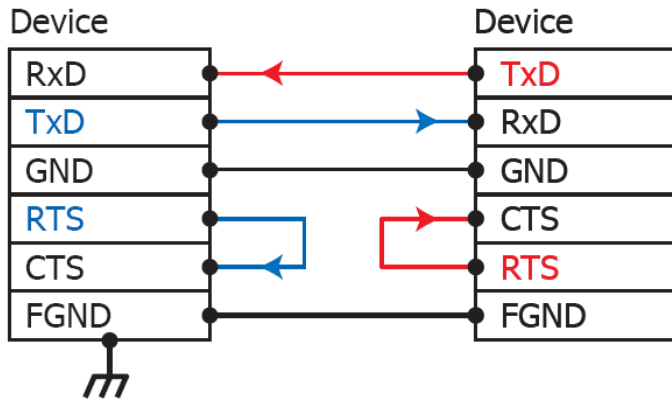 Device
RxD
TxD
GND
RTS
CTS
FGND
Device
TxD
RxD
GND
CTS
RTS
FGND